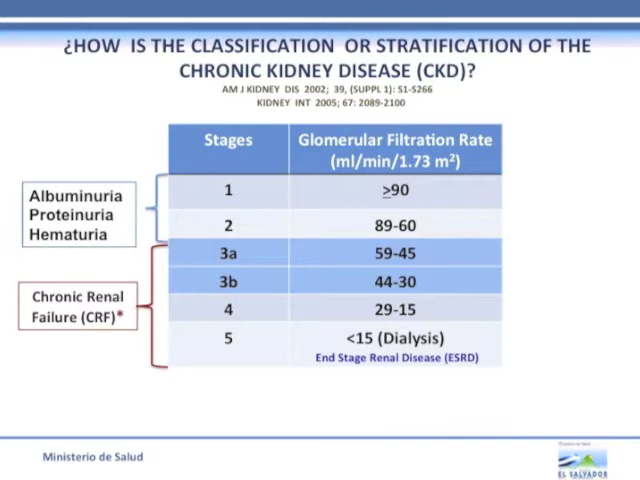 ¿HOW IS THE CLASSIFICATION OR STRATIFICATION OF THE
CHRONIC KIDNEY DISEASE (CKD)?
AM J KIDNEY DIS 2002; 39, (SUPPL 1): S1-S266
KIDNEY INT 2005; 67: 2089-2100
Stages Glomerular Filtration Rate
(ml/min/1.73 m²)
1 ≥90
2 89-60
3a 59-45
3b 44-30
4 29-15
5 <15 (Dialysis)
End Stage Renal Disease (ESRD)
Albuminuria
Proteinuria
Hematuria
Chronic Renal
Failure (CRF)*
Ministerio de Salud
Ministerio de Salud
EL SALVADOR